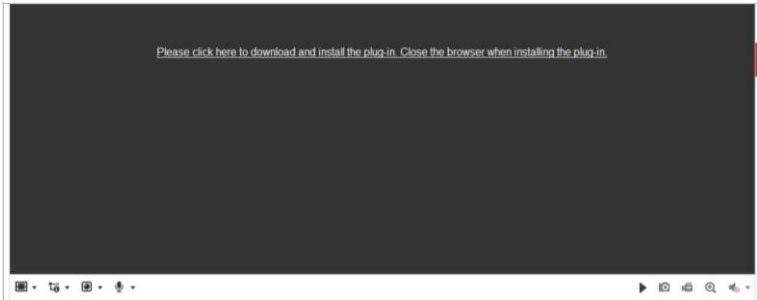 Please click here to download and install the plug-in. Close the browser when installing the plug-in.